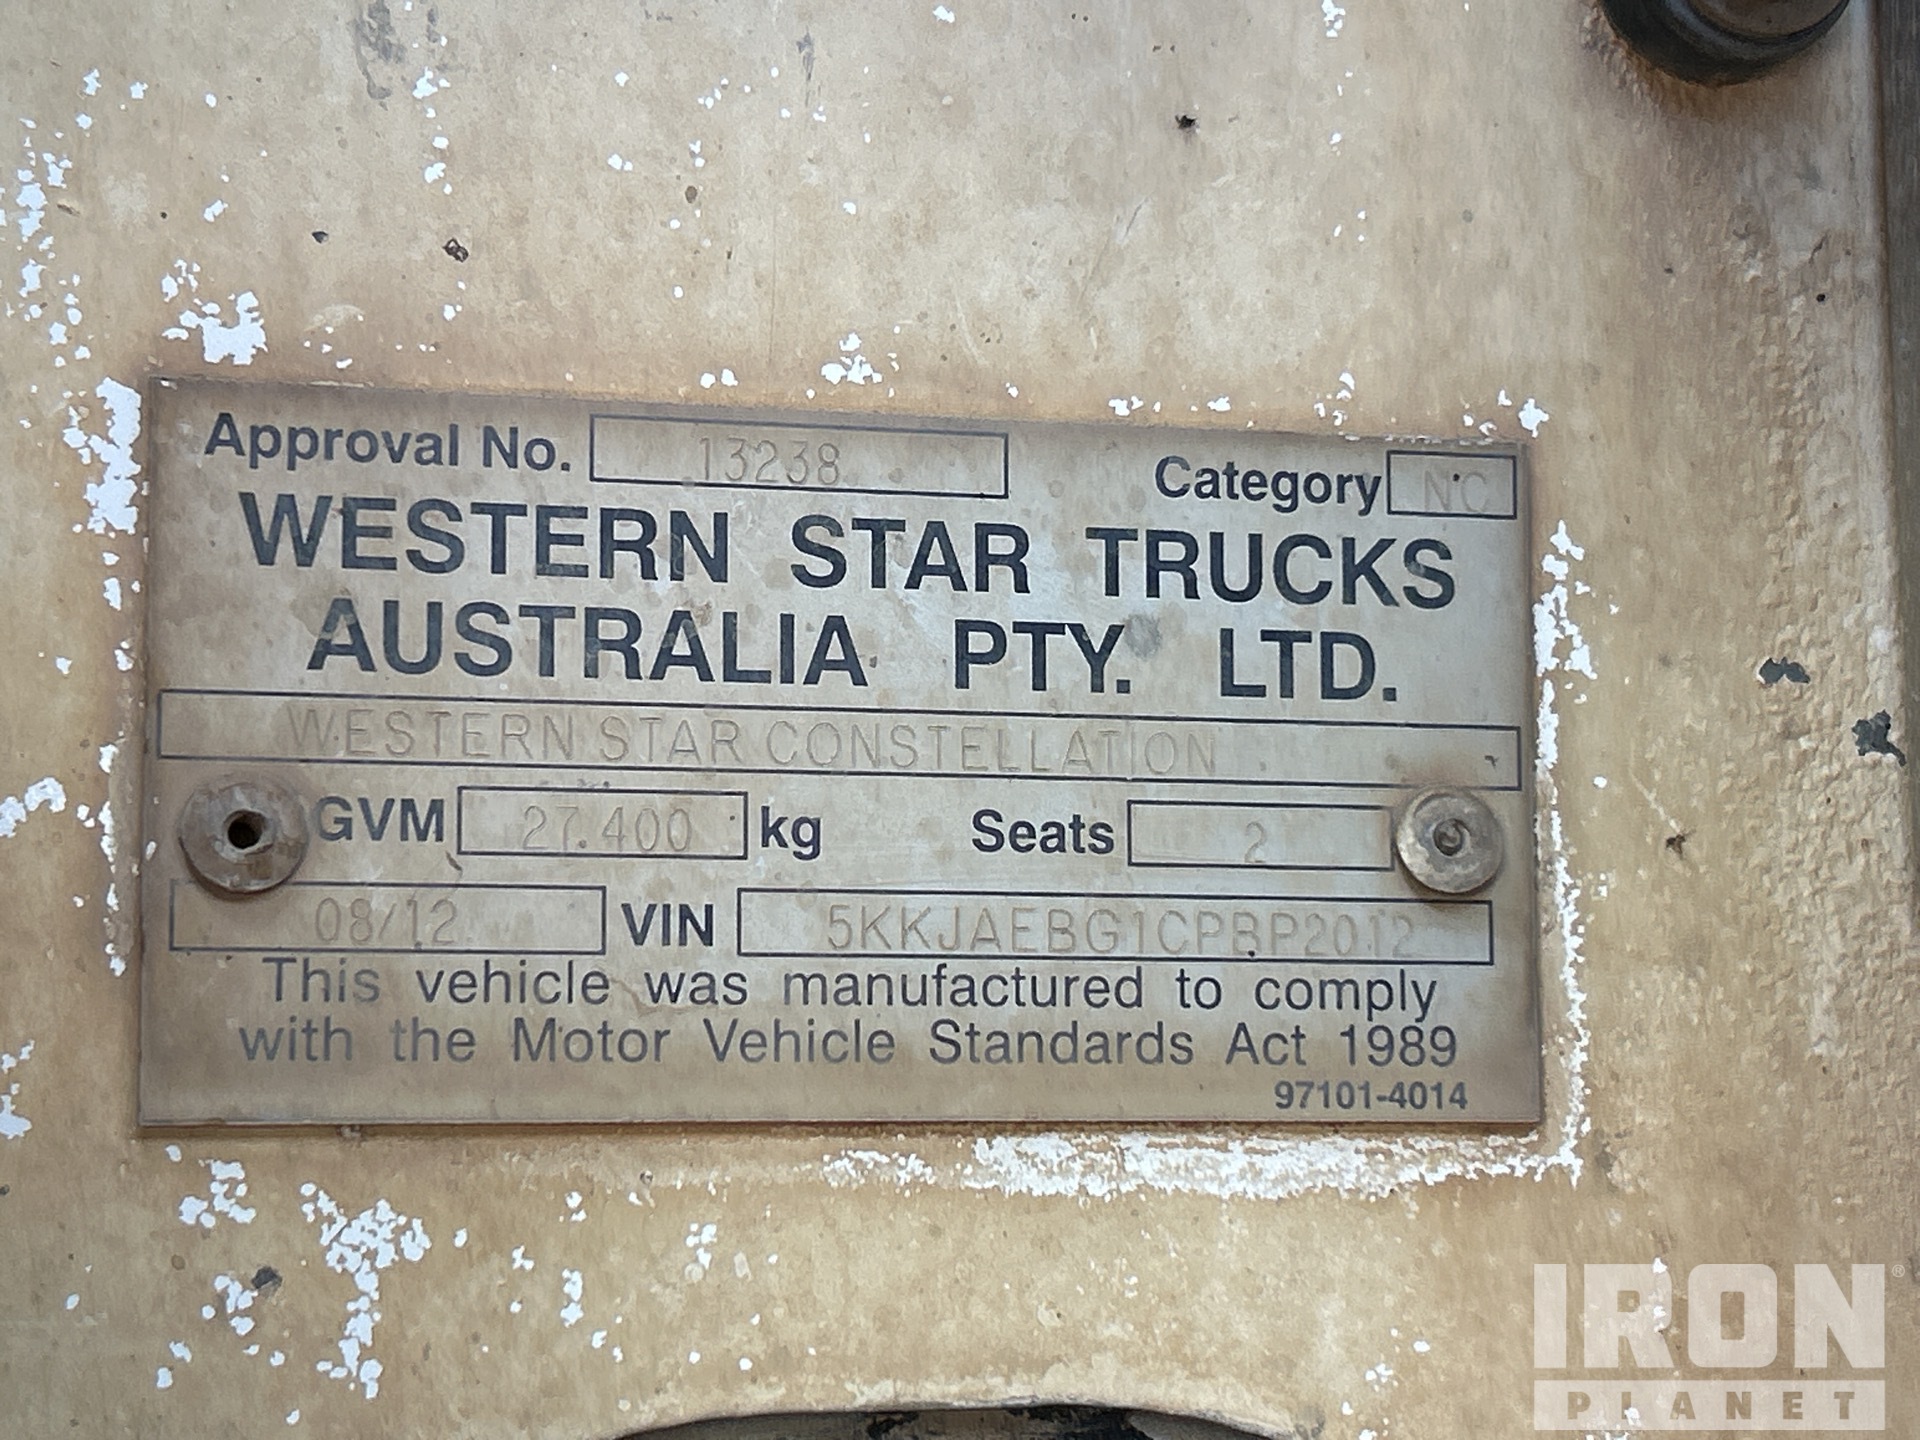 Approval No. 13238 Category NC
WESTERN STAR TRUCKS
AUSTRALIA PTY. LTD.
WESTERN STAR CONSTELLATION
GVM 27.400 kg Seats 2
08/12 VIN 5KKJAEBG1CPBP2012
This vehicle was manufactured to comply
with the Motor Vehicle Standards Act 1989
97101-4014
IRON®
PLANET